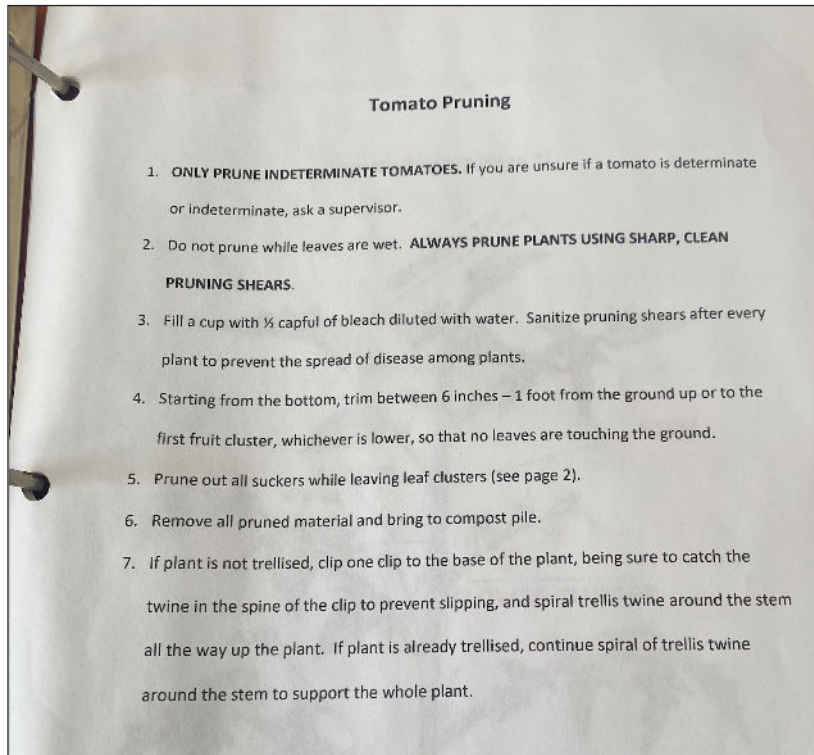 Tomato Pruning
1. ONLY PRUNE INDETERMINATE TOMATOES. If you are unsure if a tomato is determinate
or indeterminate, ask a supervisor.
2. Do not prune while leaves are wet. ALWAYS PRUNE PLANTS USING SHARP, CLEAN
PRUNING SHEARS.
3. Fill a cup with ⅓ capful of bleach diluted with water. Sanitize pruning shears after every
plant to prevent the spread of disease among plants.
4. Starting from the bottom, trim between 6 inches – 1 foot from the ground up or to the
first fruit cluster, whichever is lower, so that no leaves are touching the ground.
5. Prune out all suckers while leaving leaf clusters (see page 2).
6. Remove all pruned material and bring to compost pile.
7. If plant is not trellised, clip one clip to the base of the plant, being sure to catch the
twine in the spine of the clip to prevent slipping, and spiral trellis twine around the stem
all the way up the plant. If plant is already trellised, continue spiral of trellis twine
around the stem to support the whole plant.